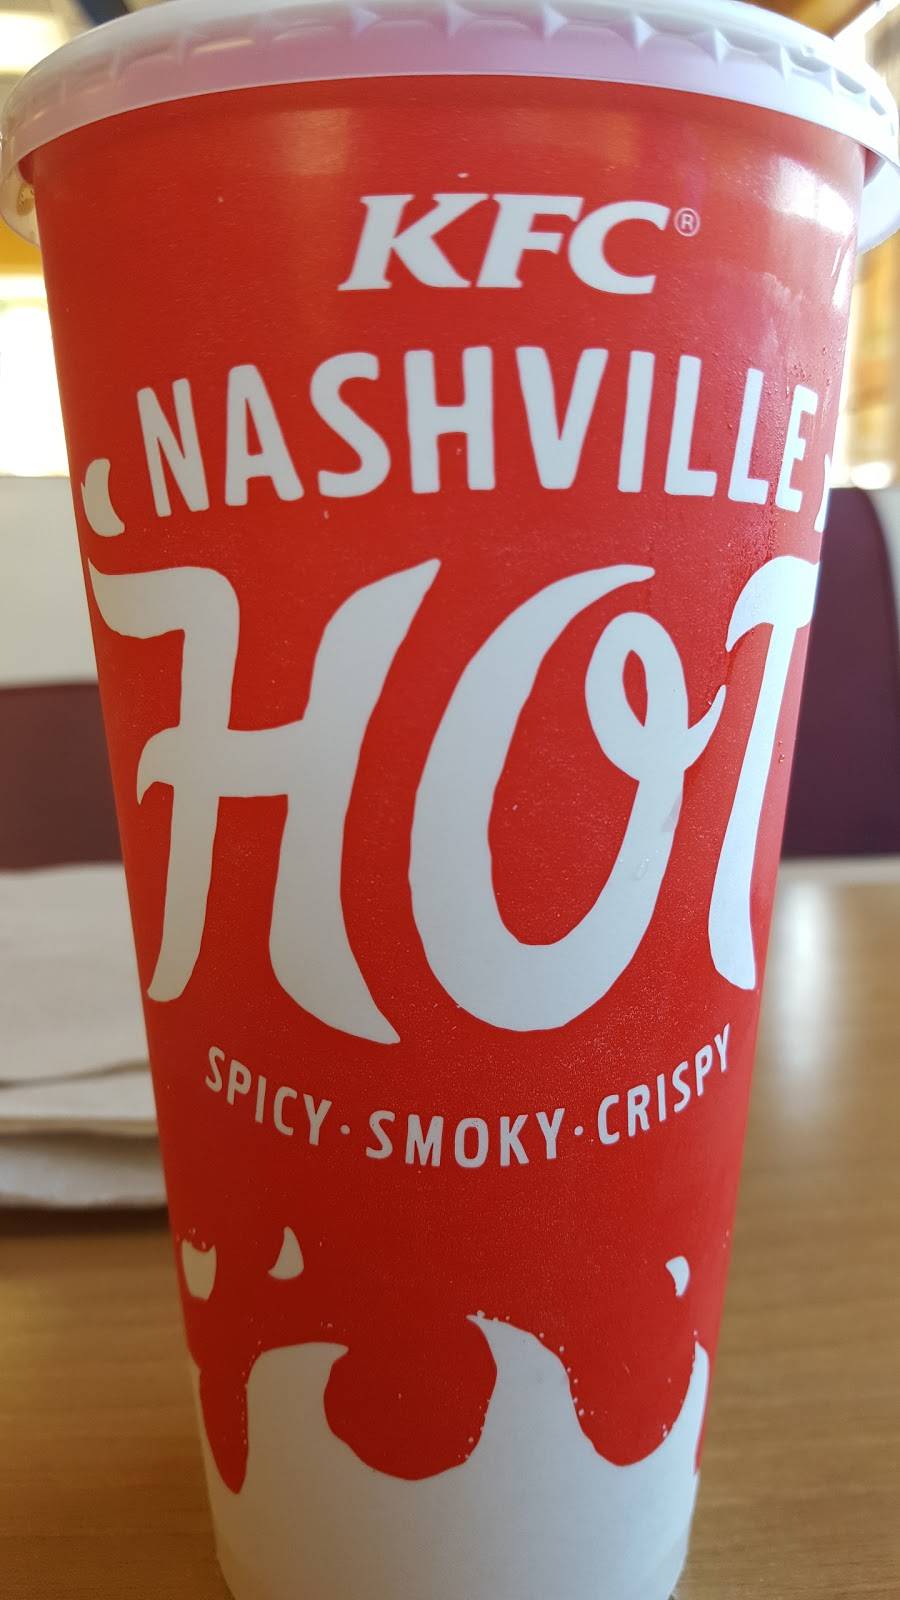 KFC®
NASHVILLE
HOT
SPICY · SMOKY · CRISPY